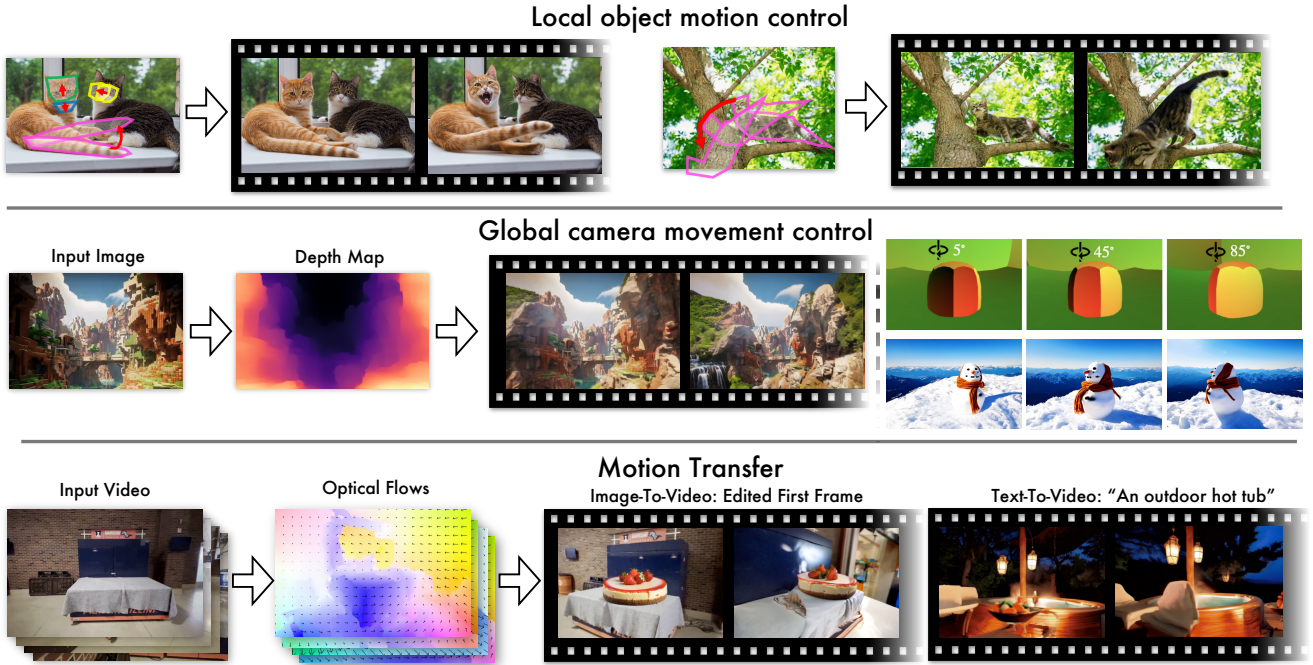 Local object motion control
Global camera movement control
Input Image
Depth Map
5°
45°
85°
Motion Transfer
Input Video
Optical Flows
Image-To-Video: Edited First Frame
Text-To-Video: “An outdoor hot tub”